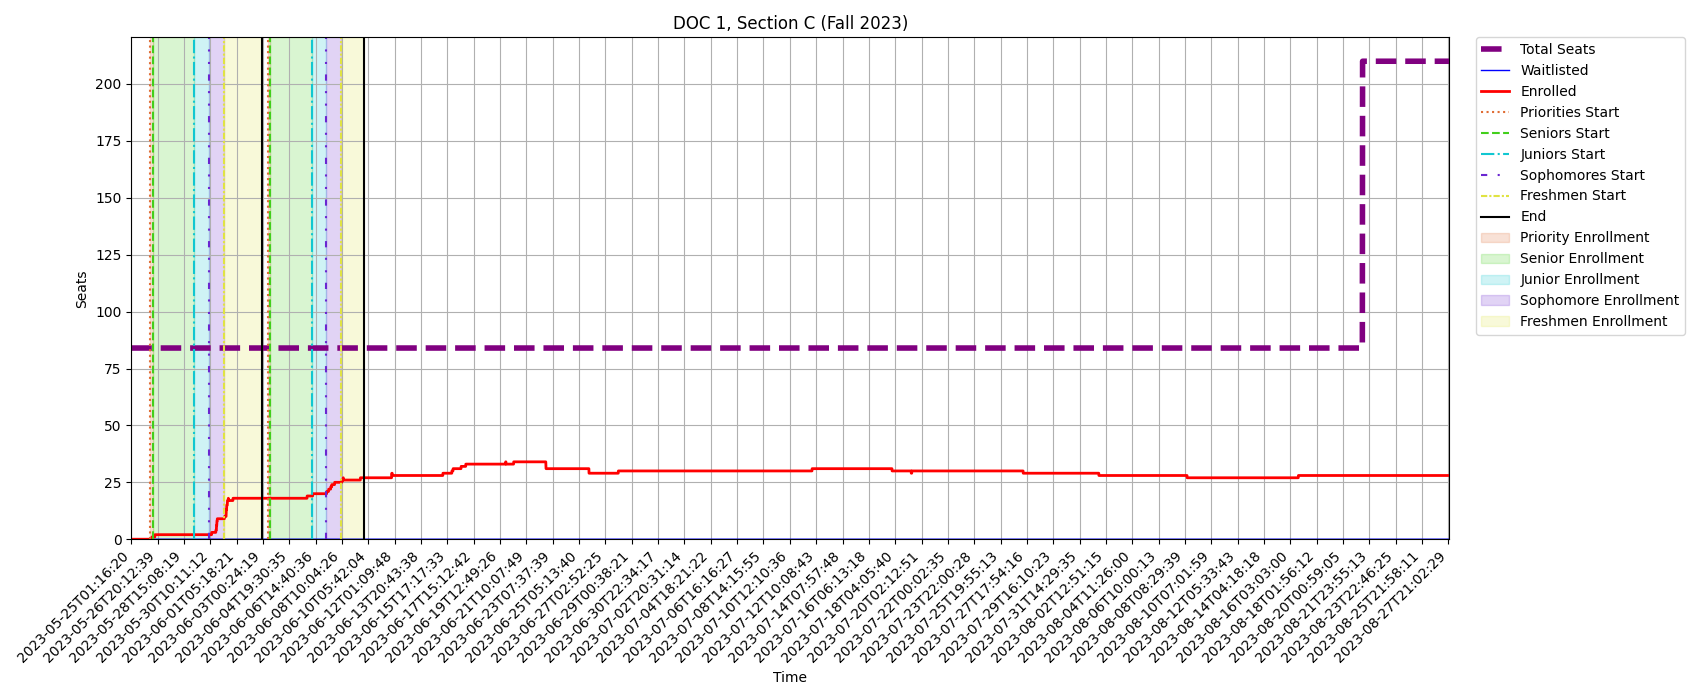 DOC 1, Section C (Fall 2023)
Seats
200
175
150
125
100
75
50
25
0
2023-05-25T01:16:20
2023-05-26T20:12:39
2023-05-28T15:08:19
2023-05-30T10:11:12
2023-06-01T05:18:21
2023-06-03T00:24:19
2023-06-04T19:30:35
2023-06-06T14:40:36
2023-06-08T10:04:26
2023-06-10T05:42:04
2023-06-12T01:09:48
2023-06-13T20:43:38
2023-06-15T17:17:33
2023-06-17T15:12:42
2023-06-19T12:49:26
2023-06-21T10:07:49
2023-06-23T07:37:39
2023-06-25T05:13:40
2023-06-27T02:52:25
2023-06-29T00:38:21
2023-06-30T22:34:17
2023-07-02T20:31:14
2023-07-04T18:21:22
2023-07-06T16:16:27
2023-07-08T14:15:55
2023-07-10T12:10:36
2023-07-12T10:08:43
2023-07-14T07:57:48
2023-07-16T06:13:18
2023-07-18T04:05:40
2023-07-20T02:12:51
2023-07-22T00:02:35
2023-07-23T22:00:28
2023-07-25T19:55:13
2023-07-27T17:54:16
2023-07-29T16:10:23
2023-07-31T14:29:35
2023-08-02T12:51:15
2023-08-04T11:26:00
2023-08-06T10:00:13
2023-08-08T08:29:39
2023-08-10T07:01:59
2023-08-12T05:33:43
2023-08-14T04:18:18
2023-08-16T03:03:00
2023-08-18T01:56:12
2023-08-20T00:59:05
2023-08-21T23:55:13
2023-08-23T22:46:25
2023-08-25T21:58:11
2023-08-27T21:02:29
Time
Total Seats
Waitlisted
Enrolled
Priorities Start
Seniors Start
Juniors Start
Sophomores Start
Freshmen Start
End
Priority Enrollment
Senior Enrollment
Junior Enrollment
Sophomore Enrollment
Freshmen Enrollment